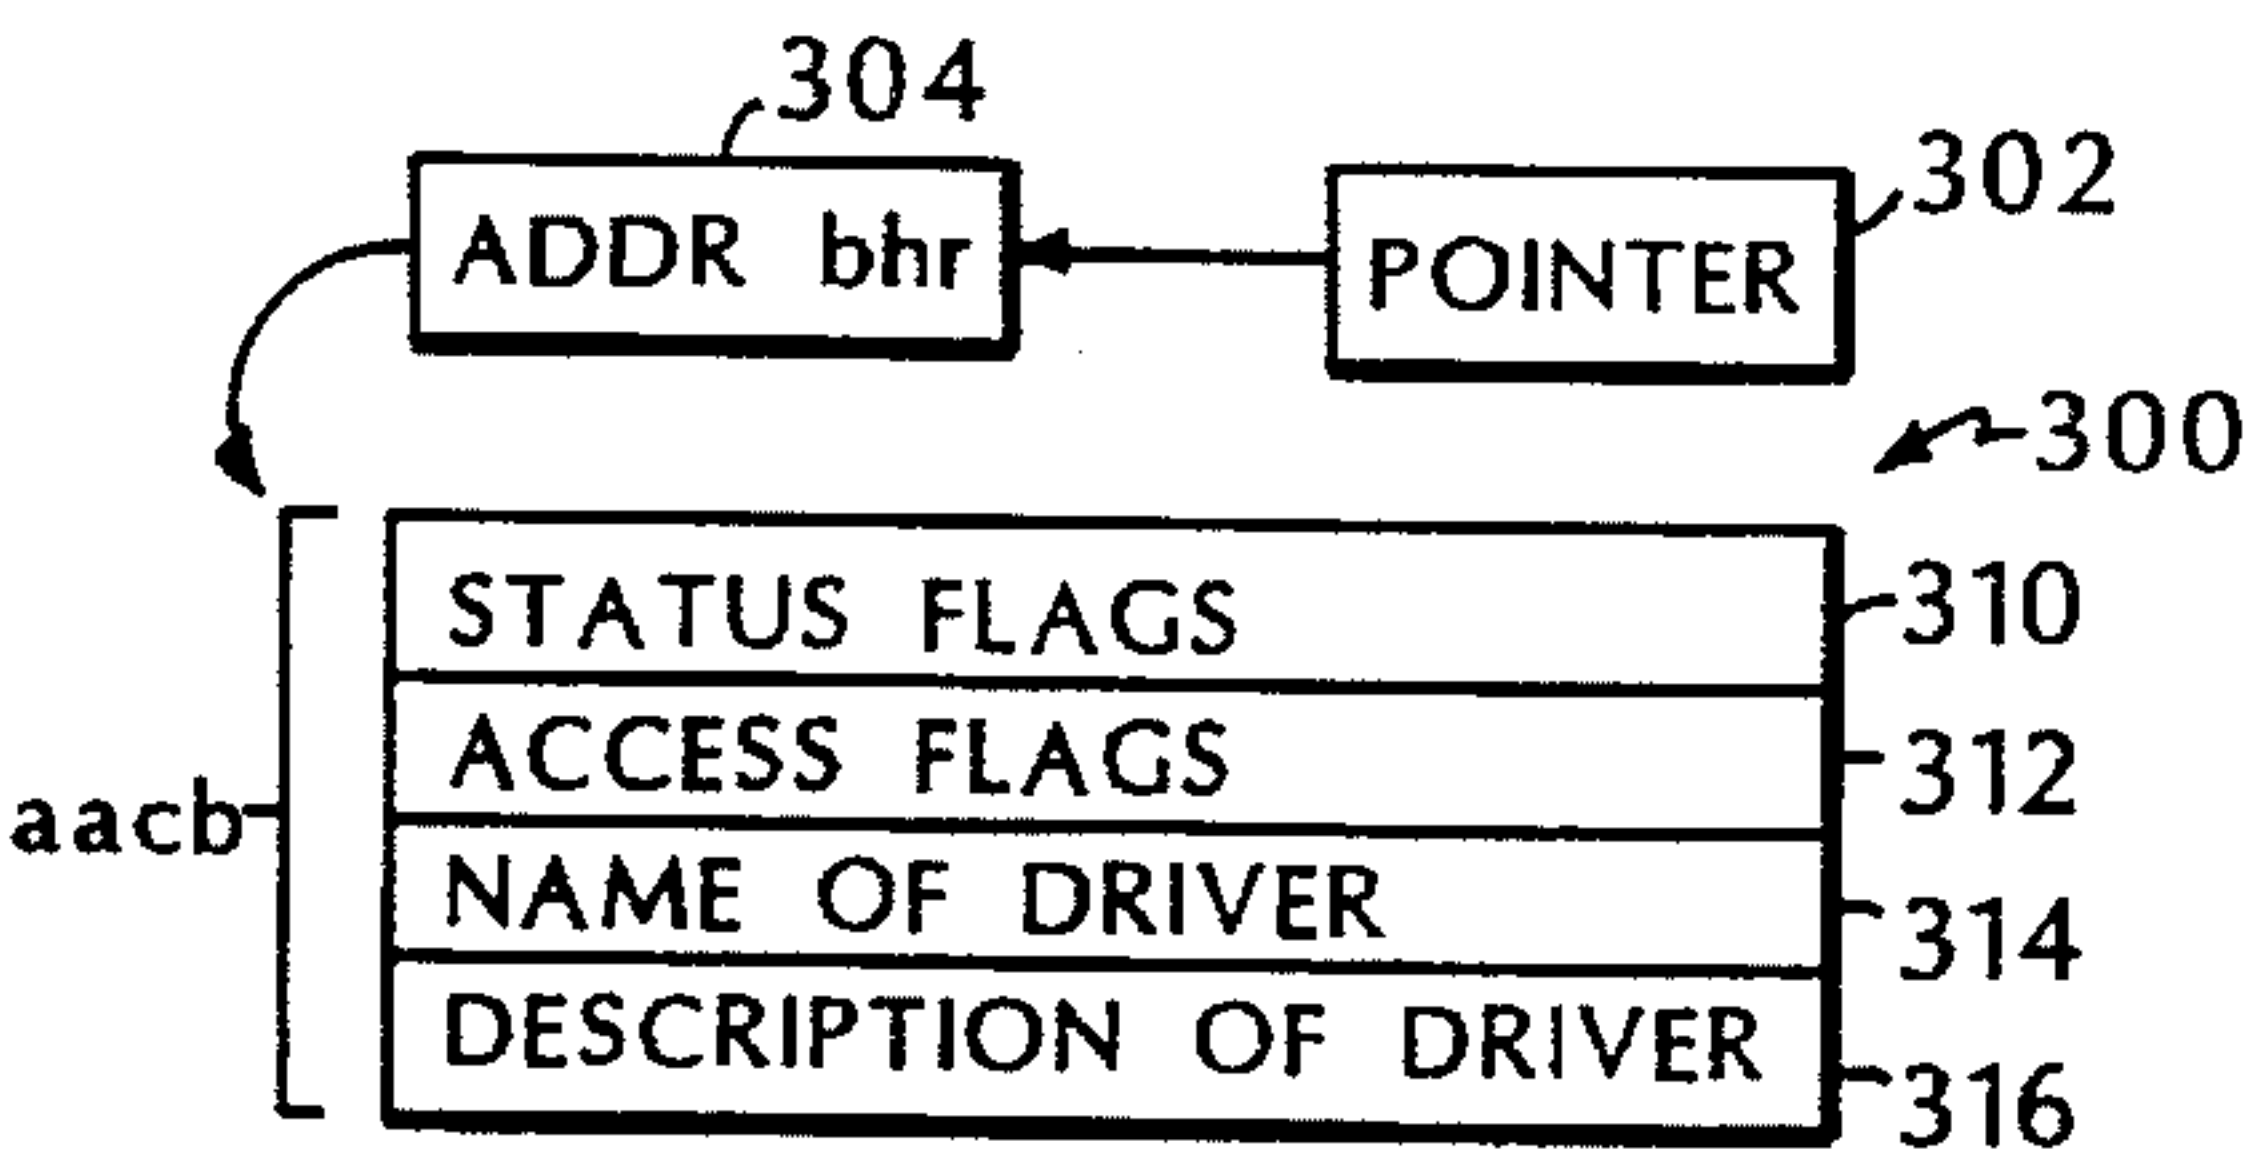 304
302
ADDR bhr
POINTER
300
STATUS FLAGS
310
ACCESS FLAGS
312
aacb
NAME OF DRIVER
314
DESCRIPTION OF DRIVER
316